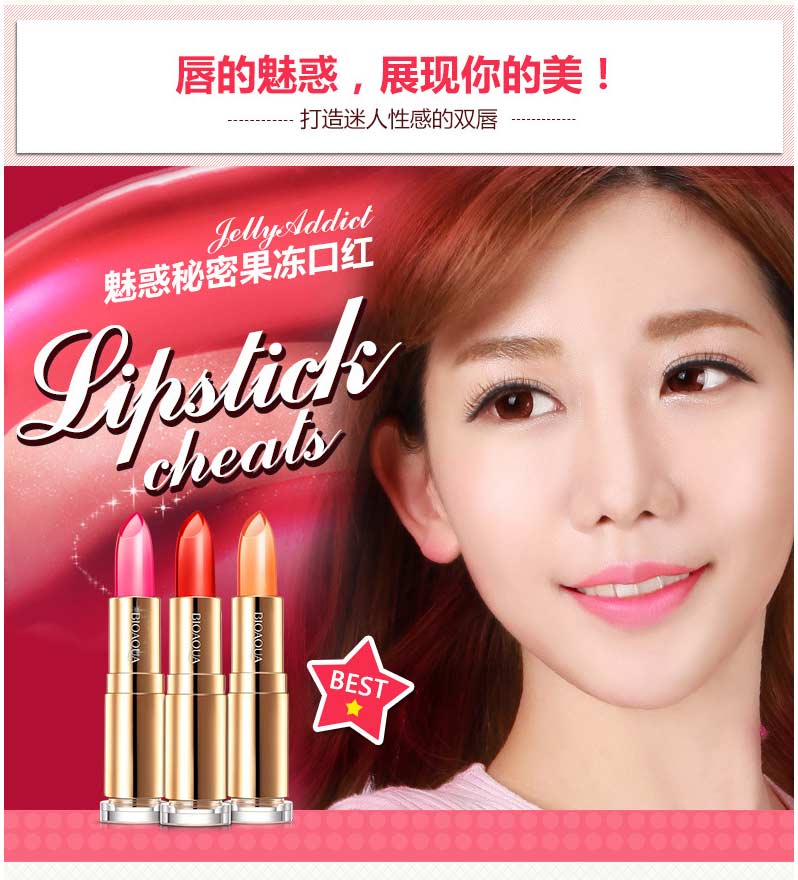 唇的魅惑，展现你的美！
打造迷人性感的双唇
JellyAddict
魅惑秘密果冻口红
Lipstick
cheats
BIOAQUA
BIOAQUA
BIOAQUA
BEST